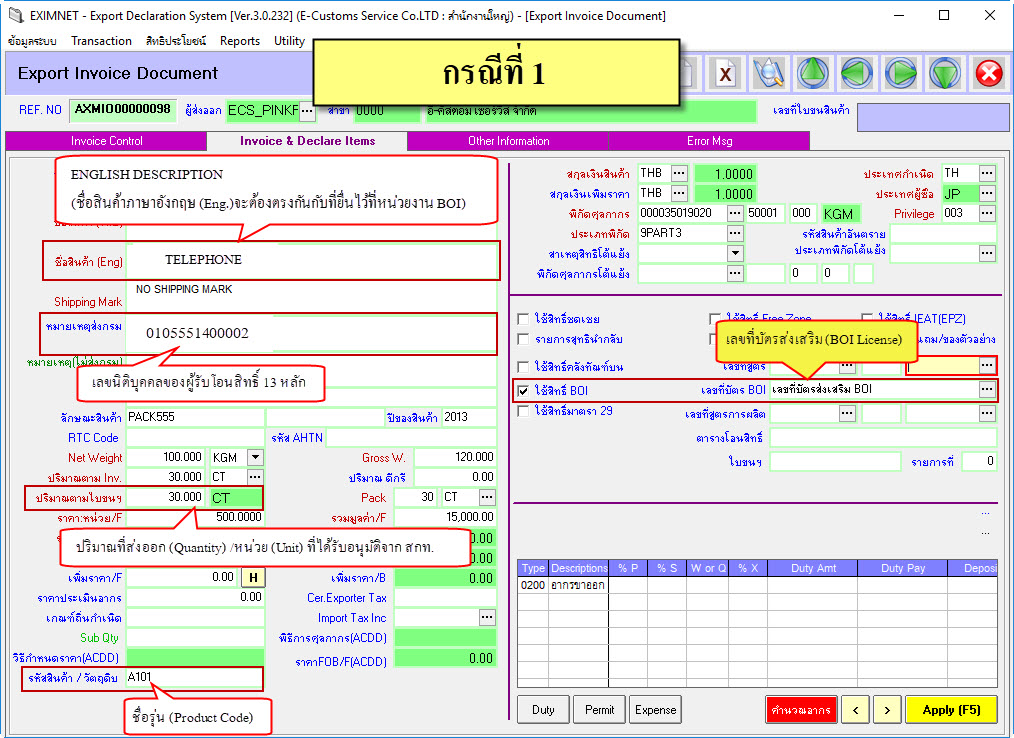 EXIMNET - Export Declaration System [Ver.3.0.232] (E-Customs Service Co.LTD : สำนักงานใหญ่) - [Export Invoice Document]
ข้อมูลระบบ Transaction สิทธิประโยชน์ Reports Utility
กรณีที่ 1
Export Invoice Document
X
REF. NO AXMI00000098 ผู้ส่งออก ECS_PINKF ... สาขา 0000 อี-คัสตอม เซอร์วิส จำกัด เลขที่ใบขนสินค้า
Invoice Control Invoice & Declare Items Other Information Error Msg
ENGLISH DESCRIPTION
(ชื่อสินค้าภาษาอังกฤษ (Eng.)จะต้องตรงกันกับที่ยื่นไว้ที่หน่วยงาน BOI)
ชื่อสินค้า (Eng) TELEPHONE
NO SHIPPING MARK
Shipping Mark
หมายเหตุส่งกรม 0105551400002
หมายเหตุ(ไม่ส่งกรม)
เลขนิติบุคคลของผู้รับโอนสิทธิ์ 13 หลัก
ลักษณะสินค้า PACK555 ปีของสินค้า 2013
RTC Code รหัส AHTN
Net Weight 100.000 KGM Gross W. 120.000
ปริมาณตาม Inv. 30.000 CT ... ปริมาณ ดีกรี 0.00
ปริมาณตามใบขนฯ 30.000 CT Pack 30 CT ...
ราคา:หน่วย/F 500.0000 รวมมูลค่า/F 15,000.00
0.00
ปริมาณที่ส่งออก (Quantity) /หน่วย (Unit) ที่ได้รับอนุมัติจาก สกท.
0.00
เพิ่มราคา/F 0.00 H เพิ่มราคา/B 0.00
ราคาประเมินอากร 0.00 Cer.Exporter Tax
เกณฑ์ถิ่นกำเนิด Import Tax Inc ...
Sub Qty พิธีการศุลกากร(ACDD)
วิธีกำหนดราคา(ACDD) ราคาFOB/F(ACDD) 0.00
รหัสสินค้า / วัตถุดิบ A101
ชื่อรุ่น (Product Code)
สกุลเงินสินค้า THB ... 1.0000 ประเทศกำเนิด TH ...
สกุลเงินเพิ่มราคา THB ... 1.0000 ประเทศผู้ซื้อ JP ...
พิกัดศุลกากร 000035019020 ... 50001 000 KGM Privilege 003 ...
ประเภทพิกัด 9PART3 ... รหัสสินค้าอันตราย
สาเหตุสิทธิโต้แย้ง ประเภทพิกัดโต้แย้ง ...
พิกัดศุลกากรโต้แย้ง ... 0 0
ใช้สิทธิ์ชดเชย ใช้สิทธิ์ Free Zone ใช้สิทธิ์ IEAT(EPZ)
รายการสุทธินำกลับ
เลขที่บัตรส่งเสริม (BOI License)
ของแถม/ของตัวอย่าง
ใช้สิทธิ์คลังทัณฑ์บน เลขที่สูตร ... ...
ใช้สิทธิ์ BOI เลขที่บัตร BOI เลขที่บัตรส่งเสริม BOI ...
ใช้สิทธิ์มาตรา 29 เลขที่สูตรการผลิต ... ...
ตารางโอนสิทธิ์
ใบขนฯ รายการที่ 0
...
...
Type Descriptions % P % S W or Q % X Duty Amt Duty Pay Deposi
0200 อากรขาออก
Duty Permit Expense คำนวณอากร < > Apply (F5)